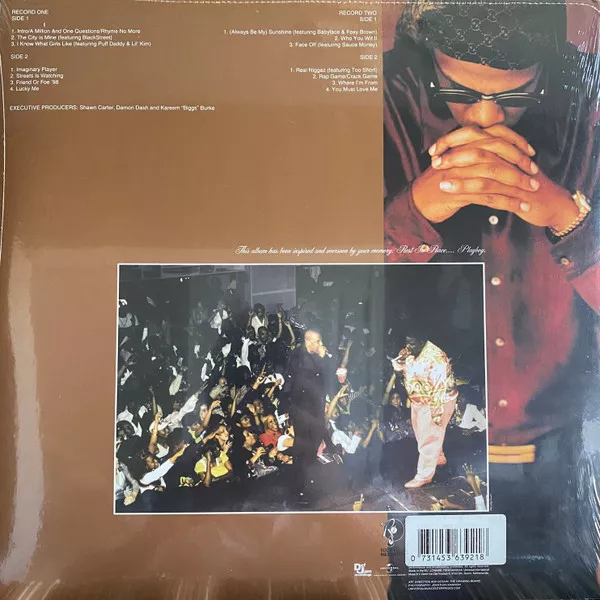 RECORD ONE
SIDE 1
1. Intro/A Million And One Questions/Rhyme No More
2. The City is Mine (featuring BlackStreet)
3. I Know What Girls Like (featuring Puff Daddy & Lil' Kim)
SIDE 2
1. Imaginary Player
2. Streets Is Watching
3. Friend Or Foe '98
4. Lucky Me
EXECUTIVE PRODUCERS: Shawn Carter, Damon Dash and Kareem "Biggs" Burke
RECORD TWO
SIDE 1
1. (Always Be My) Sunshine (featuring Babyface & Foxy Brown)
2. Who You Wit II
3. Face Off (featuring Sauce Money)
SIDE 2
1. Real Niggaz (featuring Too Short)
2. Rap Game/Crack Game
3. Where I'm From
4. You Must Love Me
This album has been inspired and overseen by your memory. Rest In Peace.... Playboy.
Def Jam
0 731453 639218